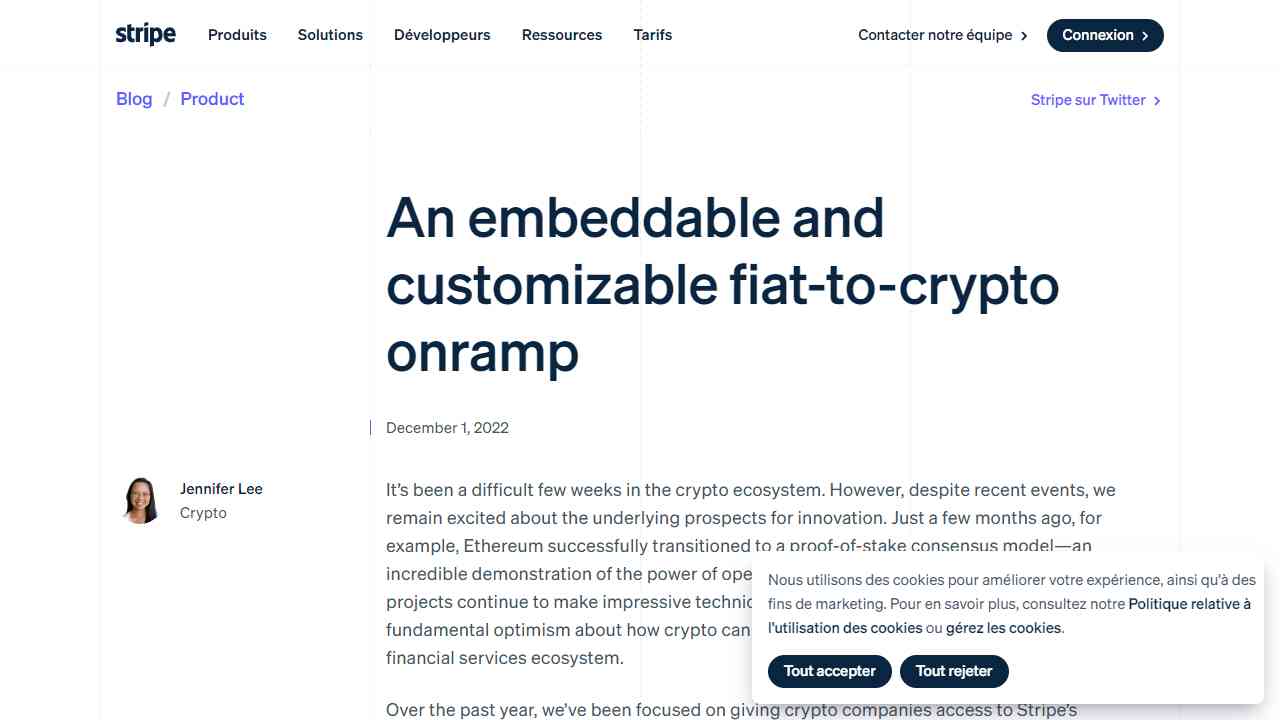 stripe
Produits
Solutions
Développeurs
Ressources
Tarifs
Contacter notre équipe
Connexion
Blog / Product
Stripe sur Twitter
An embeddable and
customizable fiat-to-crypto
onramp
December 1, 2022
Jennifer Lee
Crypto
It’s been a difficult few weeks in the crypto ecosystem. However, despite recent events, we
remain excited about the underlying prospects for innovation. Just a few months ago, for
example, Ethereum successfully transitioned to a proof-of-stake consensus model—an
incredible demonstration of the power of
projects continue to make impressive
fundamental optimism about how crypto can
financial services ecosystem.
Over the past year, we’ve been focused on giving crypto companies access to Stripe’s
Nous utilisons des cookies pour améliorer votre expérience, ainsi qu’à des
fins de marketing. Pour en savoir plus, consultez notre Politique relative à
l’utilisation des cookies ou gérez les cookies.
Tout accepter
Tout rejeter